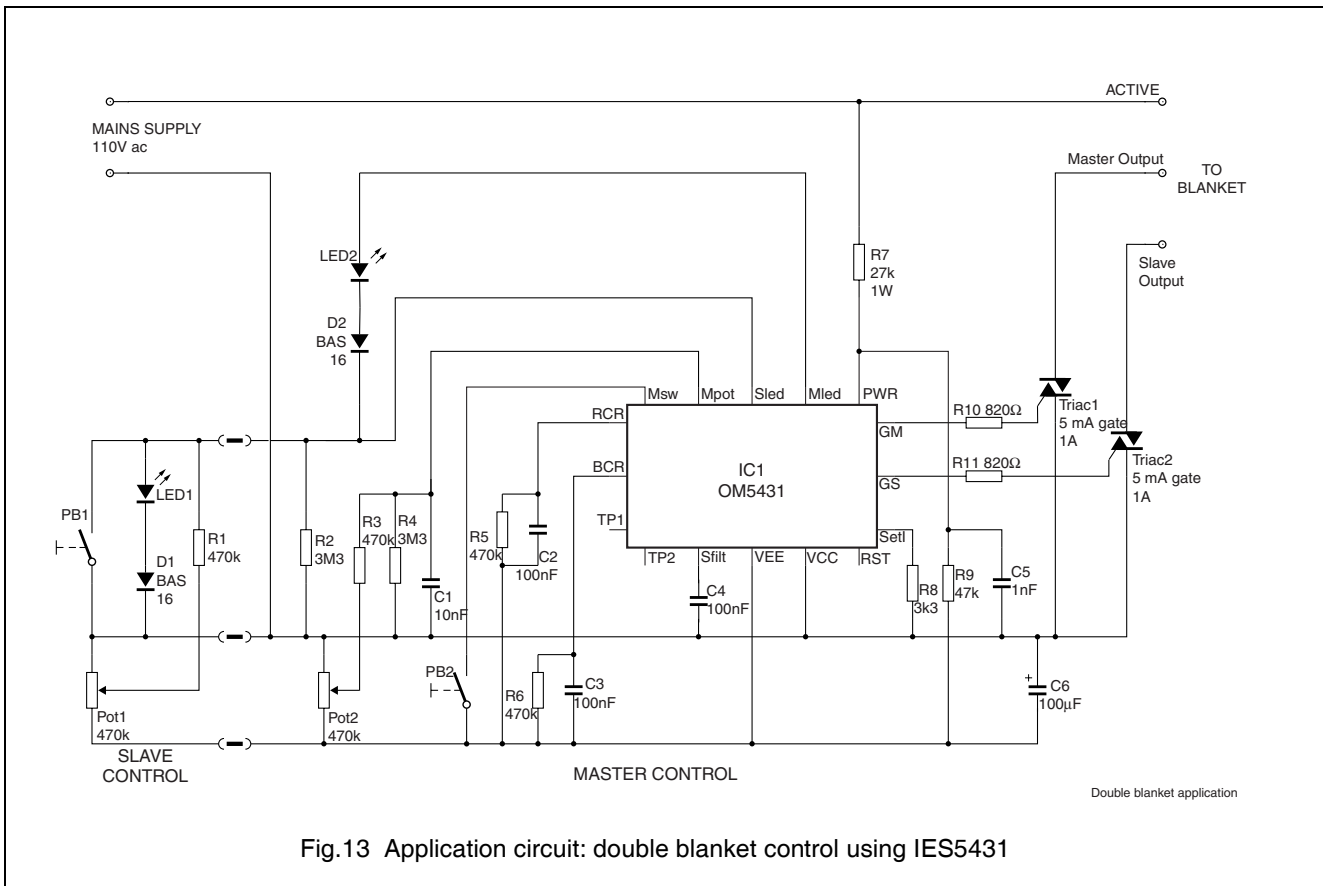 ACTIVE
MAINS SUPPLY
110V ac
Master Output
TO
BLANKET
Slave
Output
LED2
R7
27k
1W
D2
BAS
16
Msw
Mpot
Sled
Mled
PWR
RCR
BCR
TP1
TP2
Sfilt
VEE
VCC
RST
GM
GS
SetI
IC1
OM5431
R10 820Ω
R11 820Ω
Triac1
5 mA gate
1A
Triac2
5 mA gate
1A
PB1
LED1
D1
BAS
16
R1
470k
R2
3M3
R3
470k
R4
3M3
C1
10nF
R5
470k
C2
100nF
C4
100nF
R8
3k3
R9
47k
C5
1nF
Pot1
470k
Pot2
470k
PB2
R6
470k
C3
100nF
+
C6
100µF
SLAVE
CONTROL
MASTER CONTROL
Double blanket application
Fig.13 Application circuit: double blanket control using IES5431